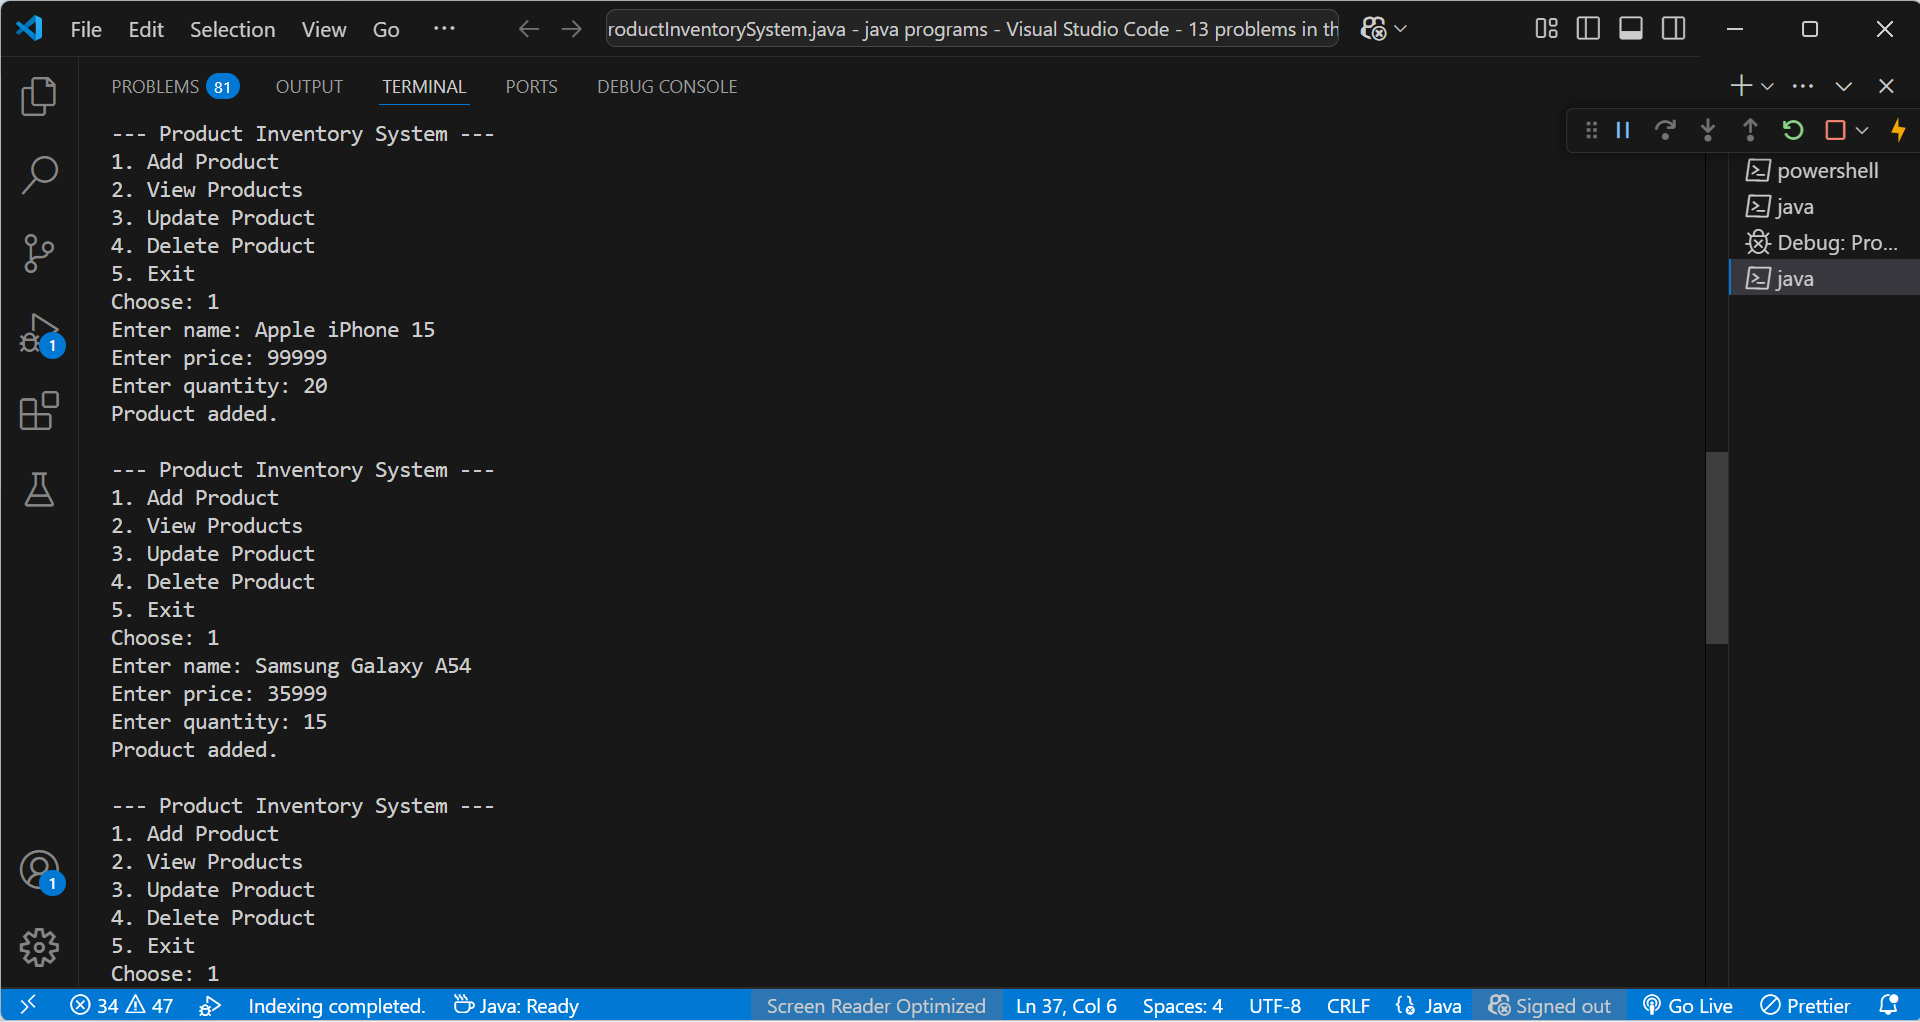 File Edit Selection View Go ··· roductInventorySystem.java - java programs - Visual Studio Code - 13 problems in th
PROBLEMS 81 OUTPUT TERMINAL PORTS DEBUG CONSOLE
--- Product Inventory System ---
1. Add Product
2. View Products
3. Update Product
4. Delete Product
5. Exit
Choose: 1
Enter name: Apple iPhone 15
Enter price: 99999
Enter quantity: 20
Product added.
--- Product Inventory System ---
1. Add Product
2. View Products
3. Update Product
4. Delete Product
5. Exit
Choose: 1
Enter name: Samsung Galaxy A54
Enter price: 35999
Enter quantity: 15
Product added.
--- Product Inventory System ---
1. Add Product
2. View Products
3. Update Product
4. Delete Product
5. Exit
Choose: 1
powershell
java
Debug: Pro...
java
1
1
34 47 Indexing completed. Java: Ready Screen Reader Optimized Ln 37, Col 6 Spaces: 4 UTF-8 CRLF Java Signed out Go Live Prettier